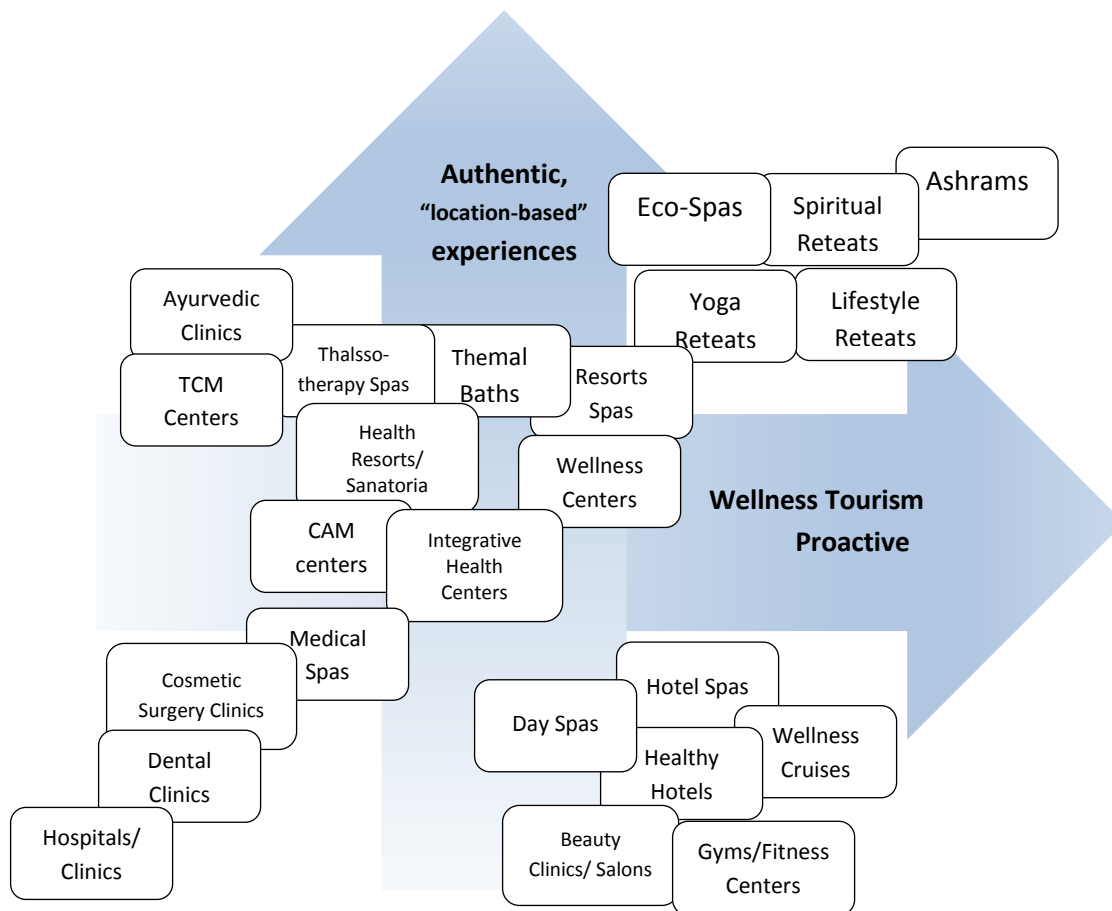 Authentic,
“location-based”
experiences
Eco-Spas
Spiritual
Reteats
Ashrams
Yoga
Reteats
Lifestyle
Reteats
Ayurvedic
Clinics
TCM
Centers
Thalsso-
therapy Spas
Themal
Baths
Resorts
Spas
Health
Resorts/
Sanatoria
Wellness
Centers
CAM
centers
Integrative
Health
Centers
Wellness Tourism
Proactive
Medical
Spas
Cosmetic
Surgery Clinics
Dental
Clinics
Hospitals/
Clinics
Hotel Spas
Day Spas
Wellness
Cruises
Healthy
Hotels
Beauty
Clinics/ Salons
Gyms/Fitness
Centers